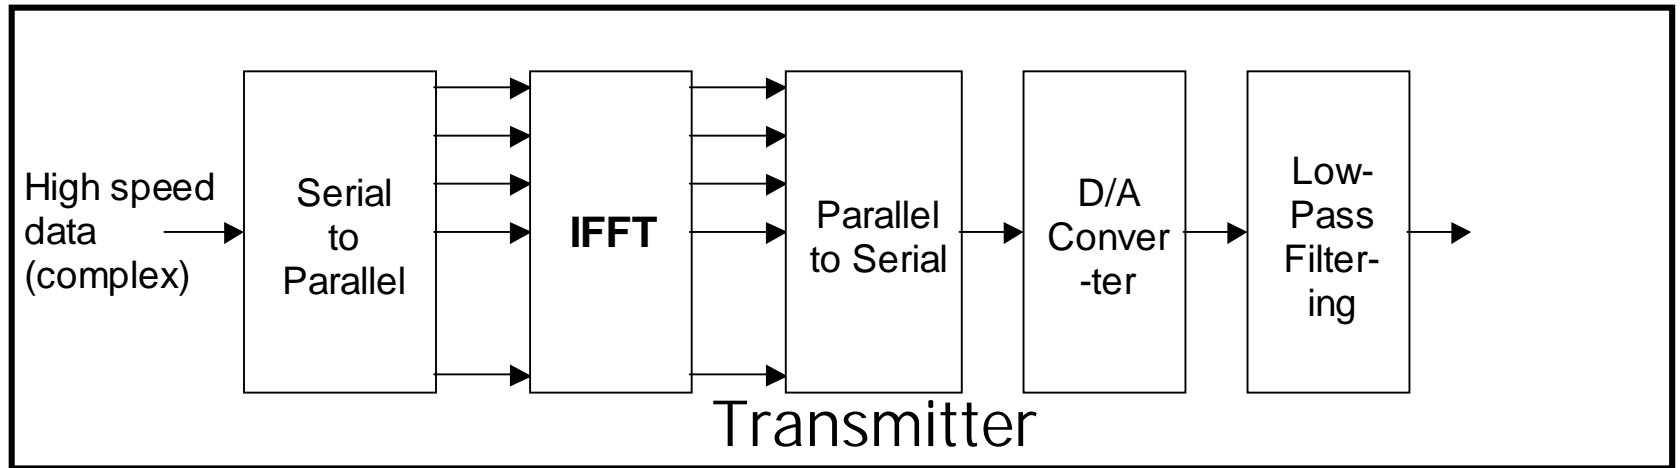 High speed
data
(complex)
Serial
to
Parallel
IFFT
Parallel
to Serial
D/A
Conver
-ter
Low-
Pass
Filter-
ing
Transmitter